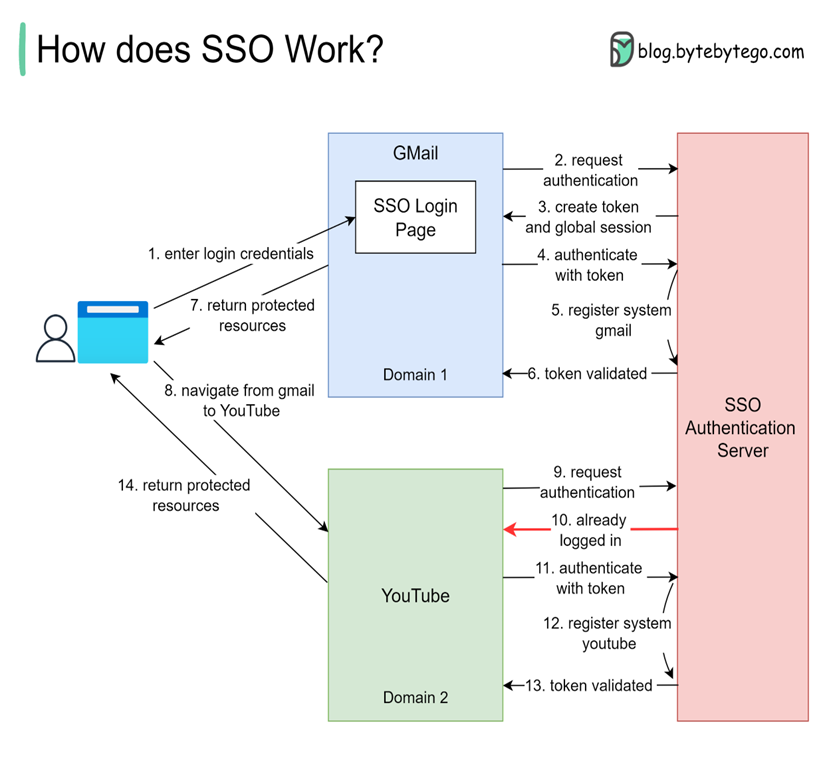 How does SSO Work?
blog.bytebytego.com
GMail
SSO Login
Page
1. enter login credentials
2. request
authentication
3. create token
and global session
4. authenticate
with token
5. register system
gmail
6. token validated
7. return protected
resources
Domain 1
8. navigate from gmail
to YouTube
SSO
Authentication
Server
9. request
authentication
10. already
logged in
11. authenticate
with token
YouTube
12. register system
youtube
13. token validated
14. return protected
resources
Domain 2